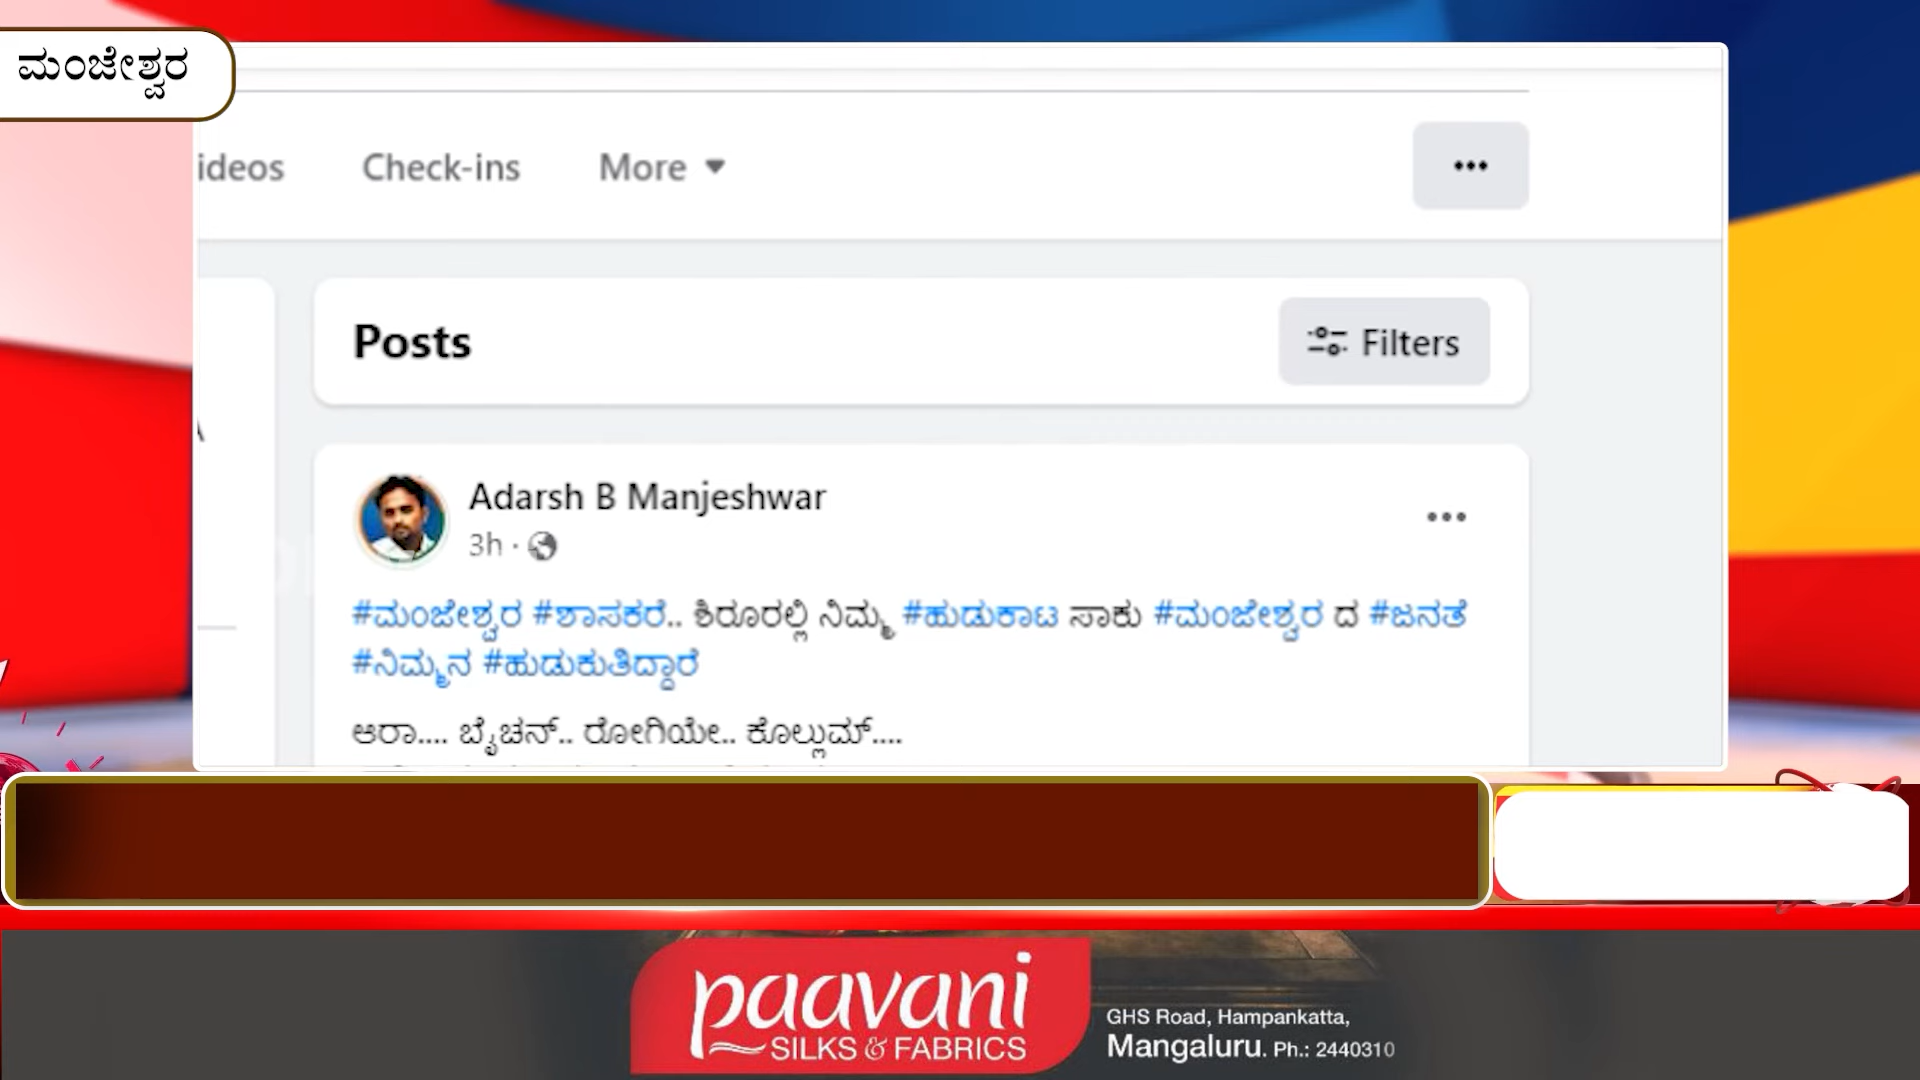 ಮಂಜೇಶ್ವರ
ideos Check-ins More
Posts
Filters
Adarsh B Manjeshwar
3h ·
#ಮಂಜೇಶ್ವರ #ಶಾಸಕರೆ.. ಶಿರೂರಲ್ಲಿ ನಿಮ್ಮ #ಹುಡುಕಾಟ ಸಾಕು #ಮಂಜೇಶ್ವರ ದ #ಜನತೆ
#ನಿಮ್ಮನ #ಹುಡುಕುತಿದ್ದಾರೆ
ಆರಾ.... ಬೈಚನ್.. ರೋಗಿಯೇ.. ಕೊಲ್ಲುಮ್....
paavani
SILKS & FABRICS
GHS Road, Hampankatta,
Mangaluru. Ph.: 2440310